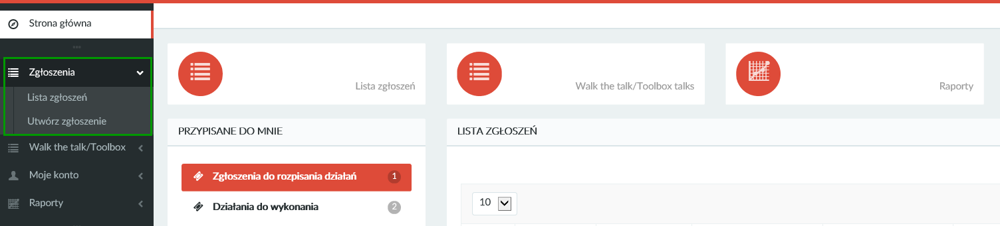 Strona główna
Zgłoszenia
Lista zgłoszeń
Utwórz zgłoszenie
Walk the talk/Toolbox
Moje konto
Raporty
Lista zgłoszeń
Walk the talk/Toolbox talks
Raporty
PRZYPISANE DO MNIE
Zgłoszenia do rozpisania działań 1
Działania do wykonania 2
LISTA ZGŁOSZEŃ
10